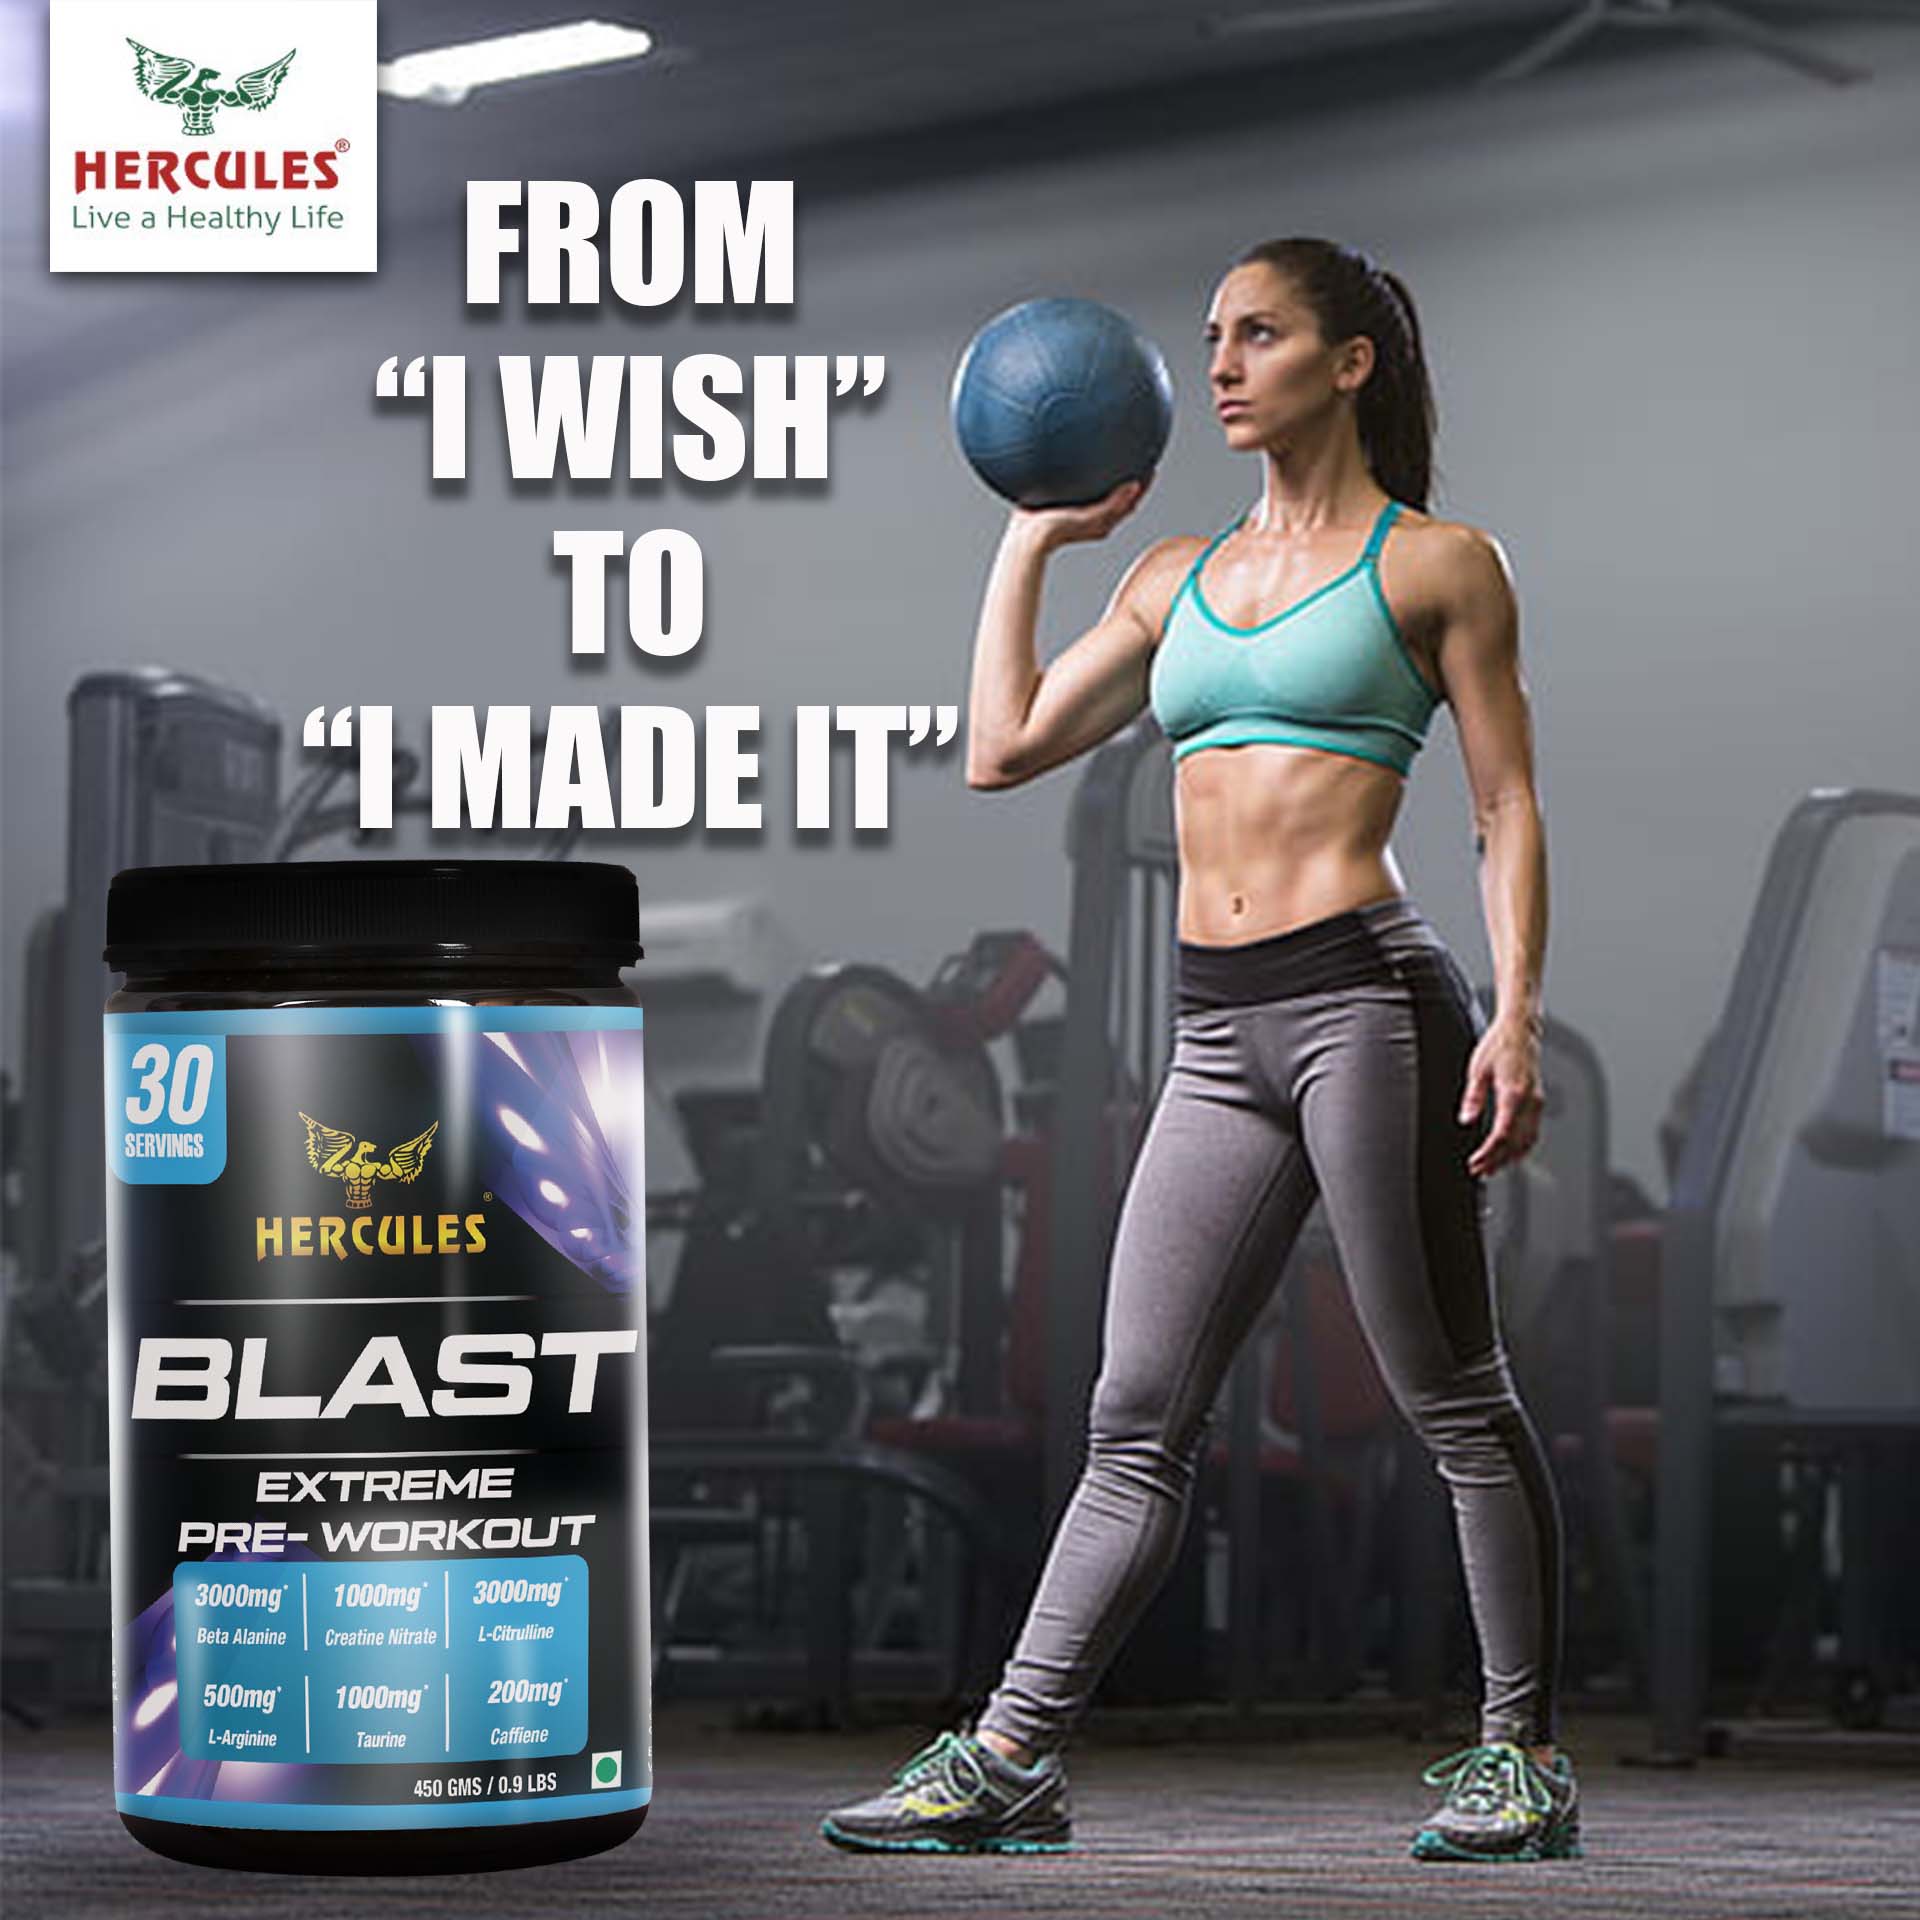 HERCULES®
Live a Healthy Life
FROM
“I WISH”
TO
“I MADE IT”
30
SERVINGS
HERCULES®
BLAST
EXTREME
PRE- WORKOUT
3000mg* 1000mg* 3000mg*
Beta Alanine Creatine Nitrate L-Citrulline
500mg* 1000mg* 200mg*
L-Arginine Taurine Caffiene
450 GMS / 0.9 LBS